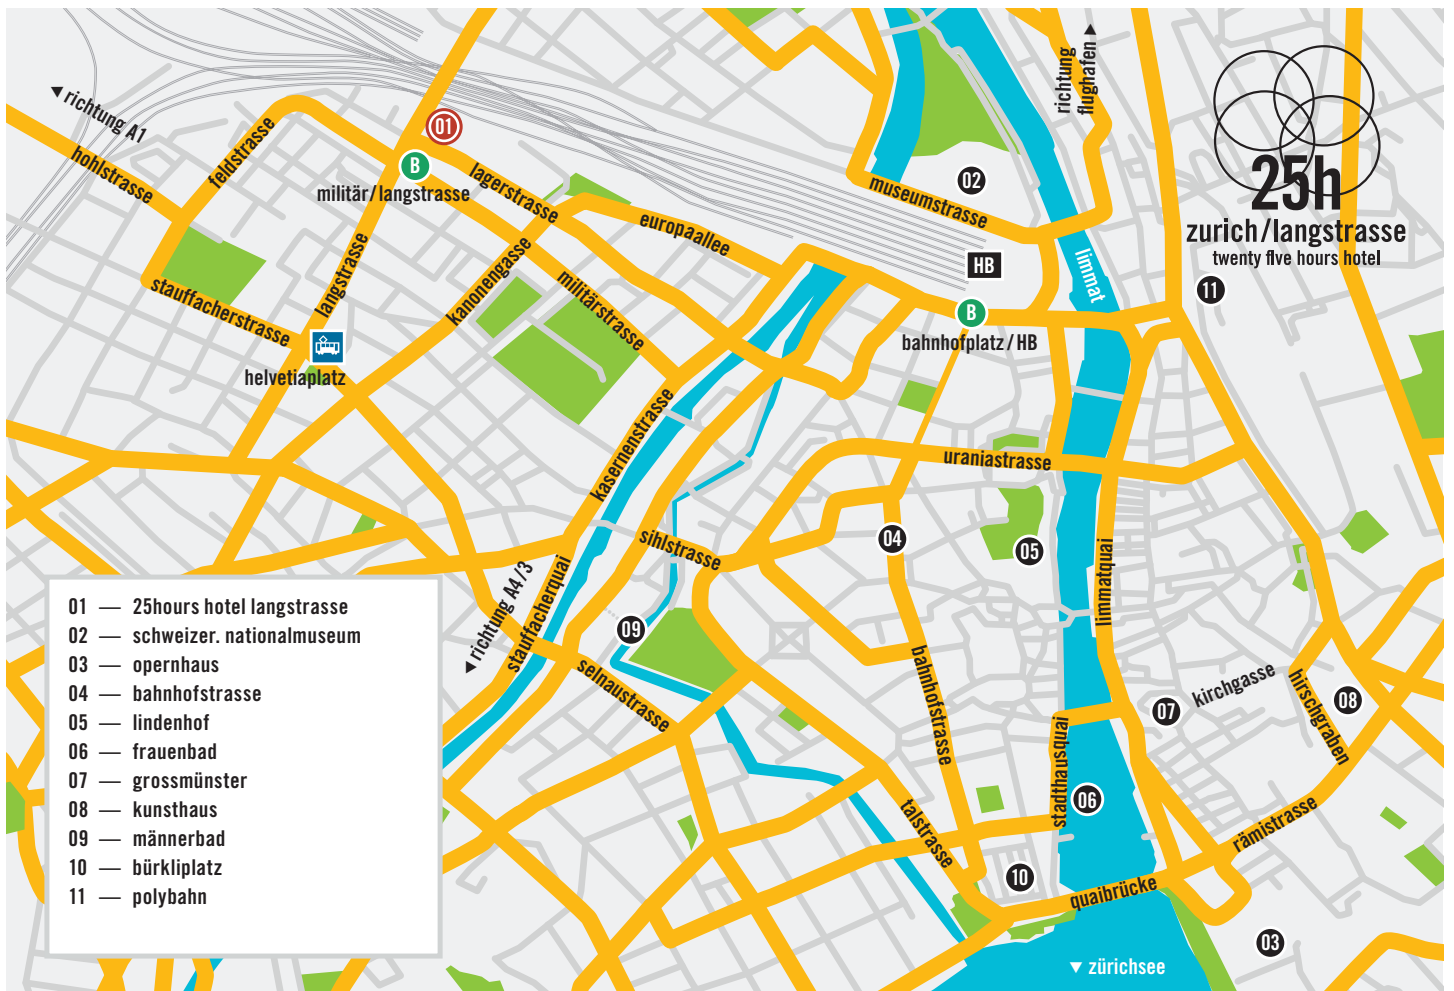 richtung A1
hohlstrasse
feldstrasse
01
B
militär/langstrasse
lagerstrasse
europaallee
museumstrasse
02
richtung
flughafen
25h
zurich/langstrasse
twenty five hours hotel
11
limmat
HB
B
bahnhofplatz/HB
stauffacherstrasse
langstrasse
kanonengasse
militärstrasse
helvetiaplatz
kasernenstrasse
uraniastrasse
sihlstrasse
04
05
limmatquai
richtung A4/3
stauffacherquai
09
selnaustrasse
bahnhofstrasse
stadthausquai
06
07
kirchgasse
hirschgraben
08
talstrasse
rämistrasse
10
quaibrücke
03
zürichsee
01 — 25hours hotel langstrasse
02 — schweizer. nationalmuseum
03 — opernhaus
04 — bahnhofstrasse
05 — lindenhof
06 — frauenbad
07 — grossmünster
08 — kunsthaus
09 — männerbad
10 — bürkliplatz
11 — polybahn